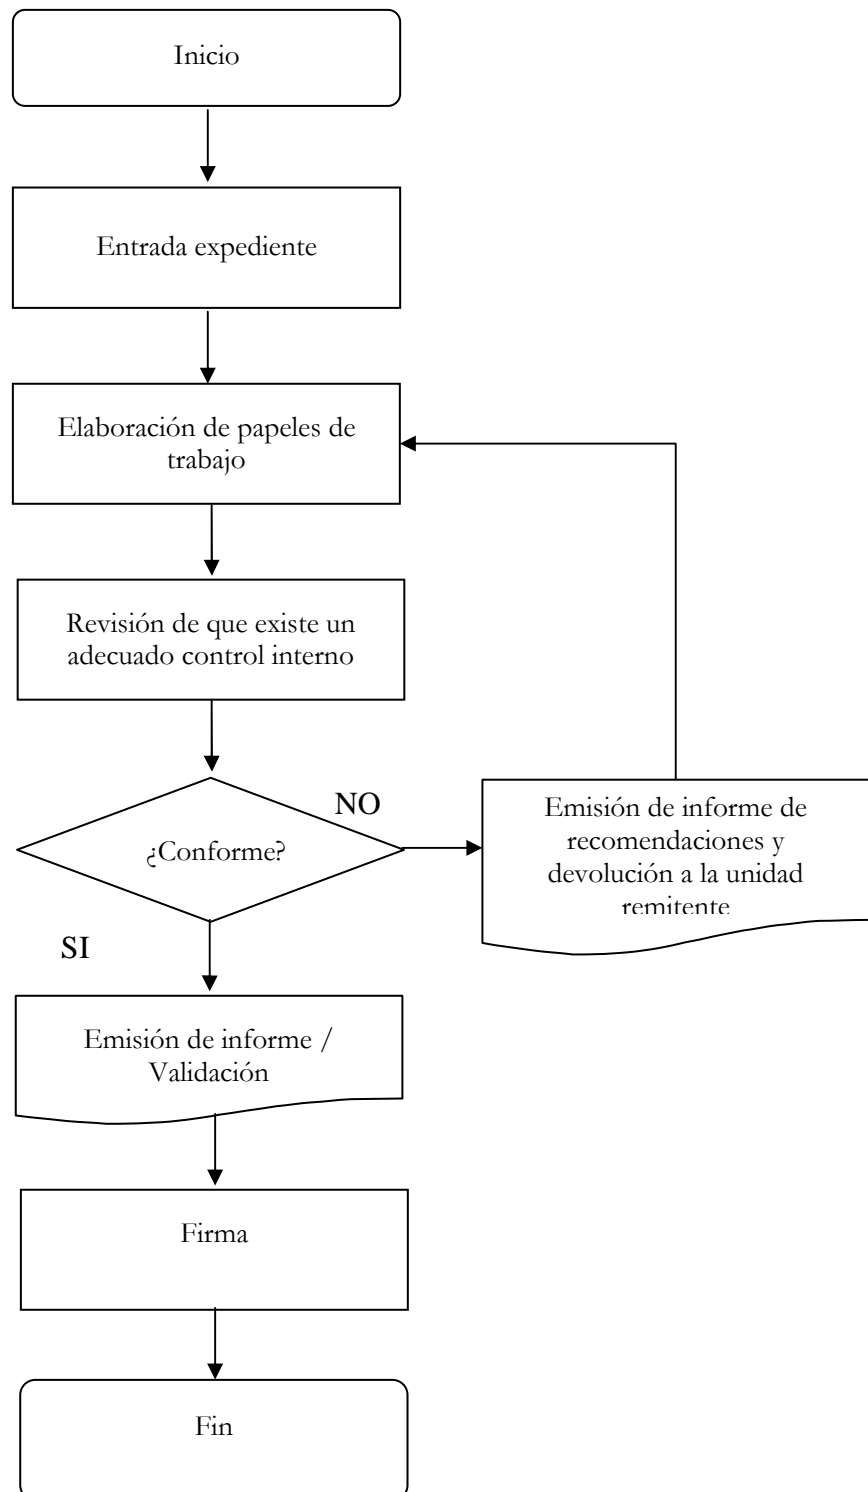 Inicio
Entrada expediente
Elaboración de papeles de
trabajo
Revisión de que existe un
adecuado control interno
¿Conforme?
NO
Emisión de informe de
recomendaciones y
devolución a la unidad
remitente
SI
Emisión de informe /
Validación
Firma
Fin